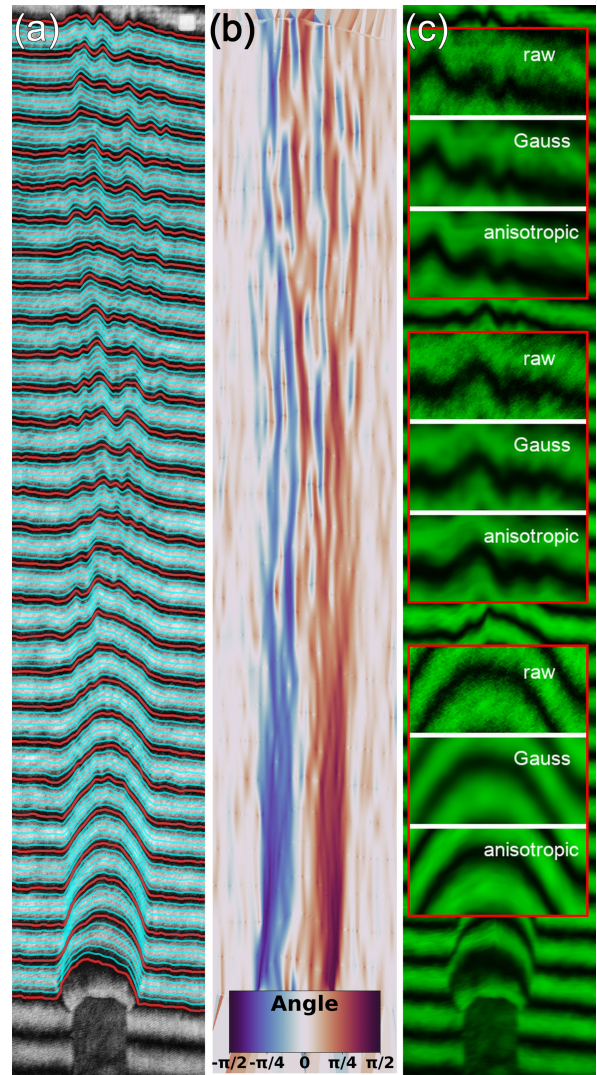 (a)
(b)
(c)
raw
Gauss
anisotropic
raw
Gauss
anisotropic
raw
Gauss
anisotropic
Angle
-π/2 -π/4 0 π/4 π/2